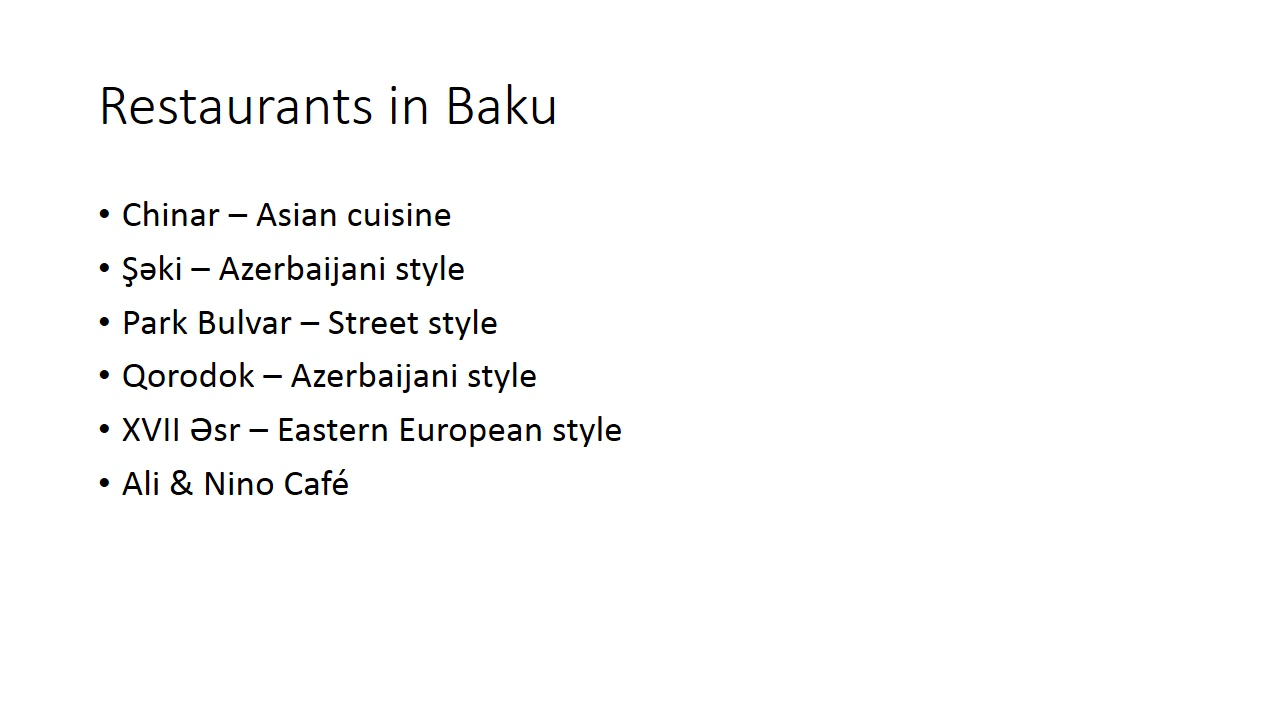 Restaurants in Baku
• Chinar – Asian cuisine
• Şəki – Azerbaijani style
• Park Bulvar – Street style
• Qorodok – Azerbaijani style
• XVII Əsr – Eastern European style
• Ali & Nino Café